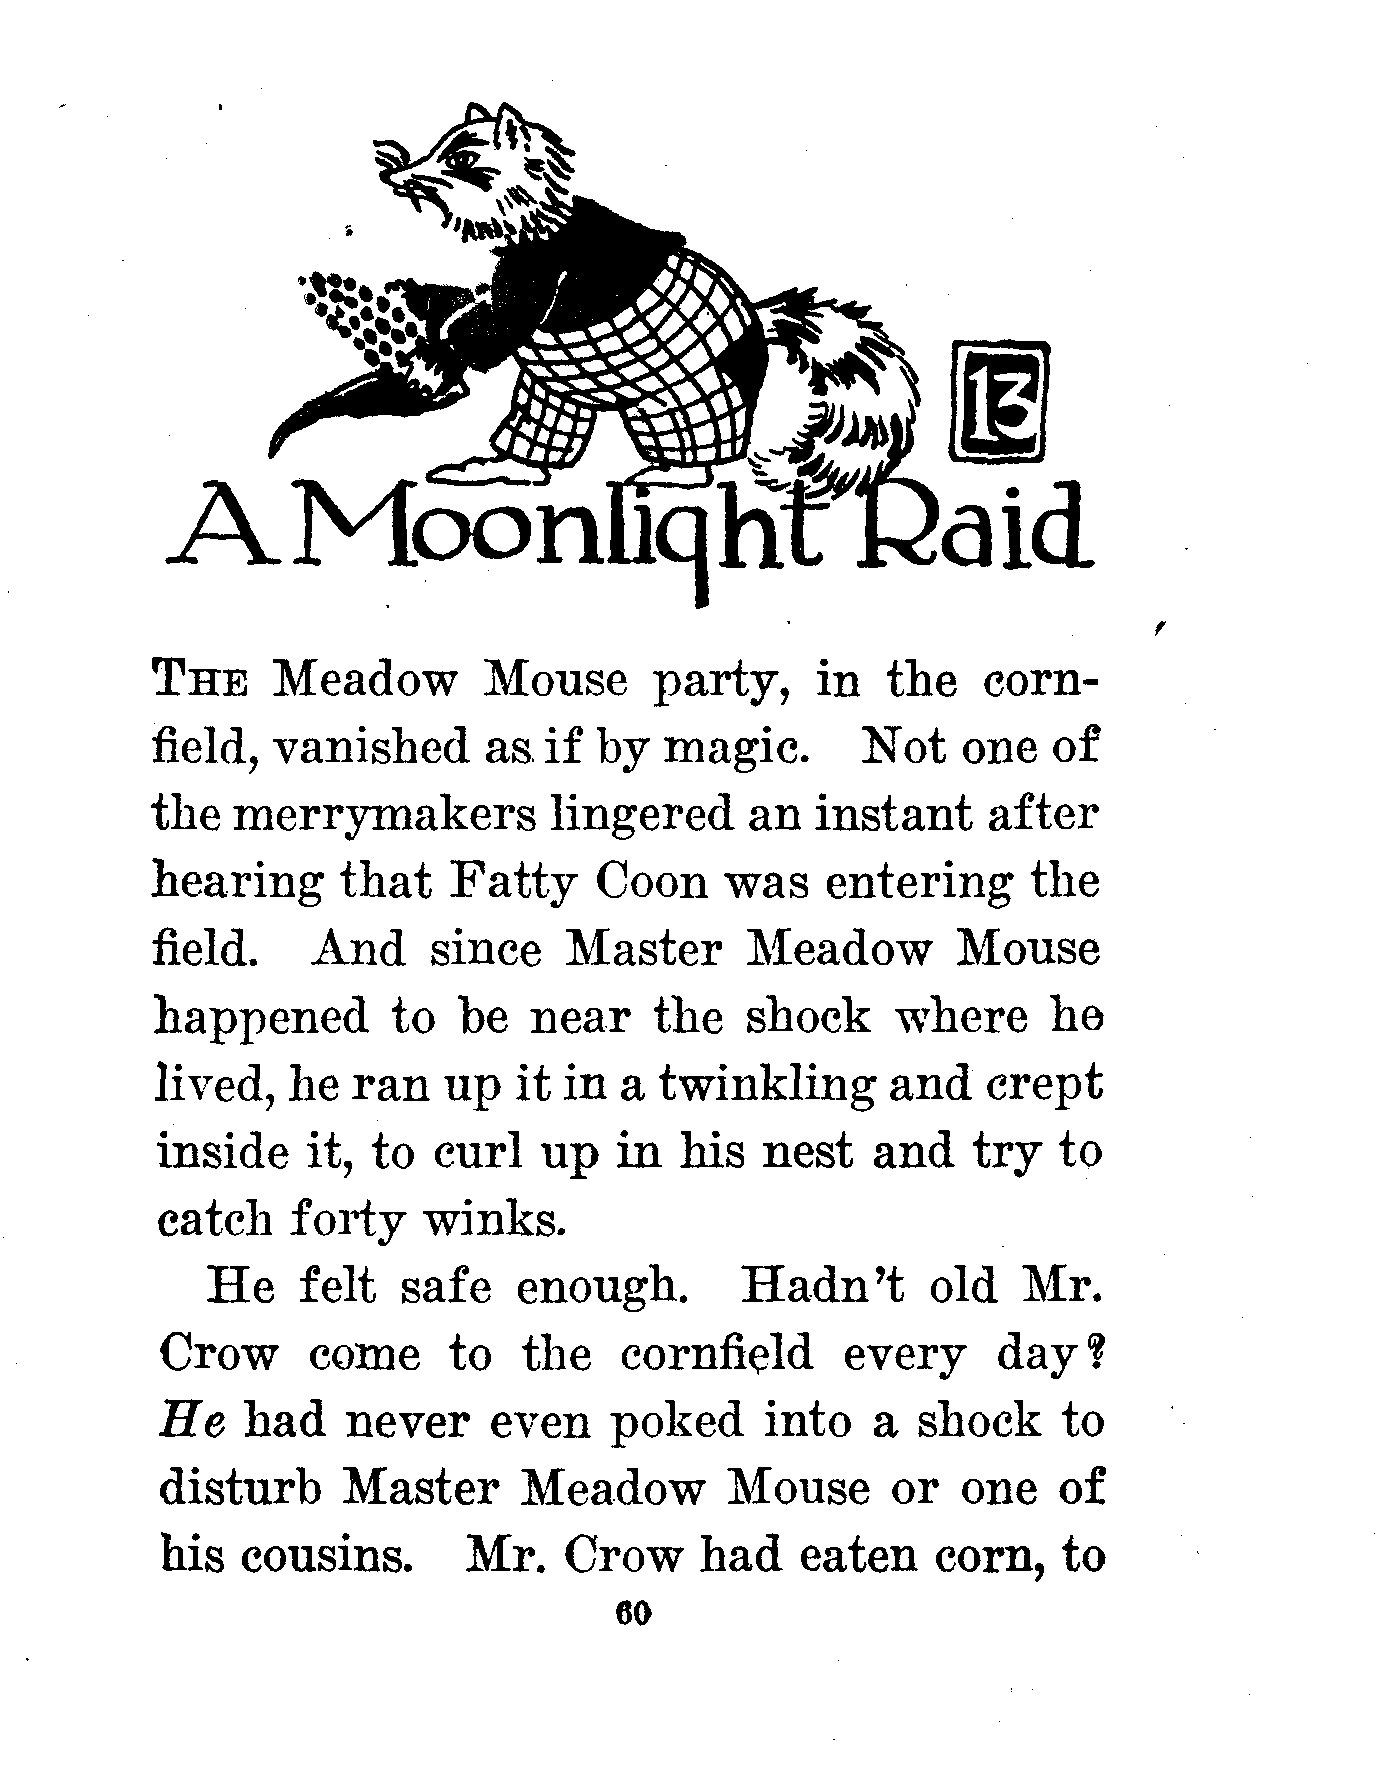 13
A Moonlight Raid
THE Meadow Mouse party, in the corn-
field, vanished as if by magic. Not one of
the merrymakers lingered an instant after
hearing that Fatty Coon was entering the
field. And since Master Meadow Mouse
happened to be near the shock where he
lived, he ran up it in a twinkling and crept
inside it, to curl up in his nest and try to
catch forty winks.
He felt safe enough. Hadn't old Mr.
Crow come to the cornfield every day?
He had never even poked into a shock to
disturb Master Meadow Mouse or one of
his cousins. Mr. Crow had eaten corn, to
60